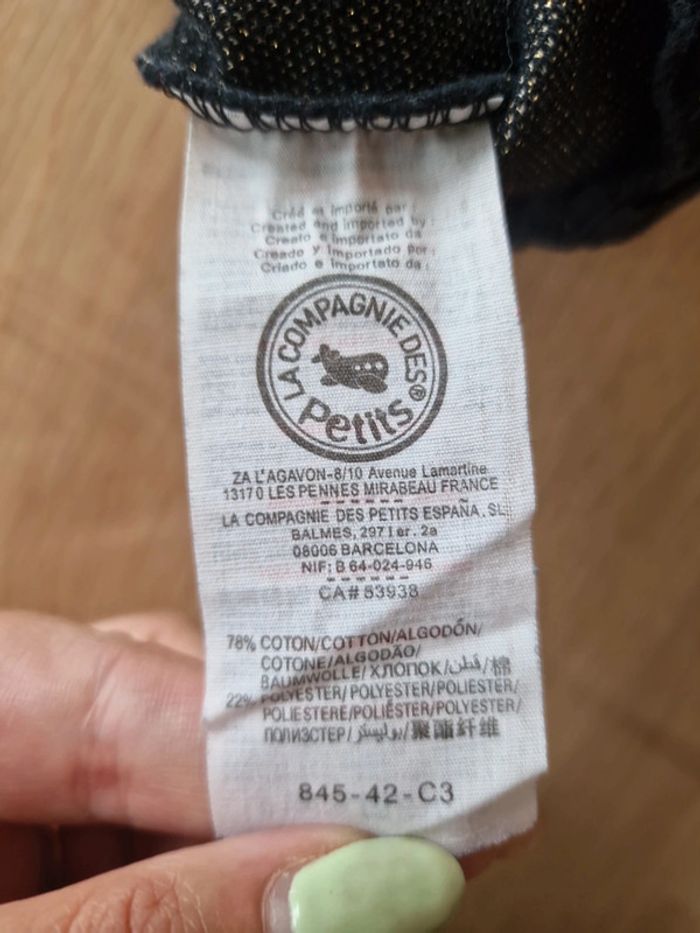 Créé et importé par :
Created and imported by :
Creato e importato da
Creado y importado por :
Criado e importato da :
LA COMPAGNIE DES®
Petits
ZA L'AGAVON-8/10 Avenue Lamartine
13170 LES PENNES MIRABEAU FRANCE
LA COMPAGNIE DES PETITS ESPAÑA, SL
BALMES, 297 1er. 2a
08006 BARCELONA
NIF: B 64-024-946
CA# 53938
78% COTON/COTTON/ALGODÓN/
COTONE/ALGODÃO/
BAUMWOLLE/ХЛОПОК/قطن/棉
22% POLYESTER/POLYESTER/POLIESTER/
POLIESTERE/POLIÉSTER/POLYESTER/
ПОЛИЭСТЕР/بوليستر/聚酯纤维
845-42-C3